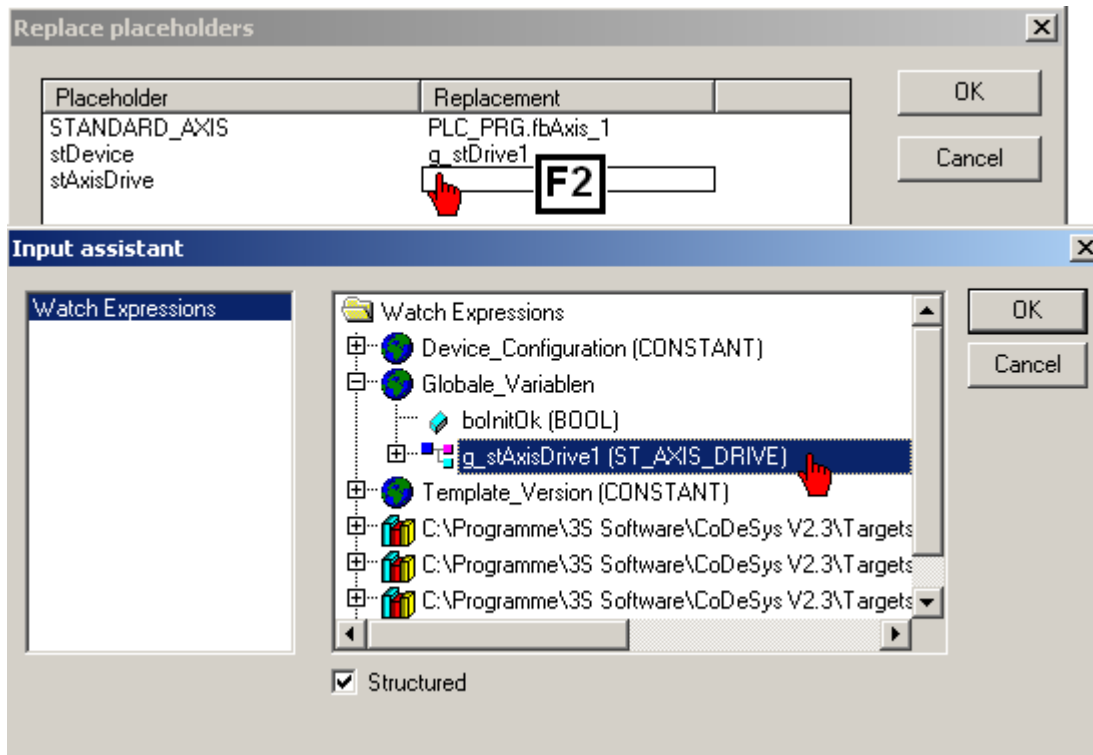 Replace placeholders
OK
Placeholder Replacement
STANDARD_AXIS PLC_PRG.fbAxis_1
stDevice g_stDrive1
Cancel
stAxisDrive F2
Input assistant
Watch Expressions Watch Expressions OK
Device_Configuration (CONSTANT)
Cancel
Globale_Variablen
boInitOk (BOOL)
g_stAxisDrive1 (ST_AXIS_DRIVE)
Template_Version (CONSTANT)
C:\Programme\3S Software\CoDeSys V2.3\Targets
C:\Programme\3S Software\CoDeSys V2.3\Targets
C:\Programme\3S Software\CoDeSys V2.3\Targets
Structured